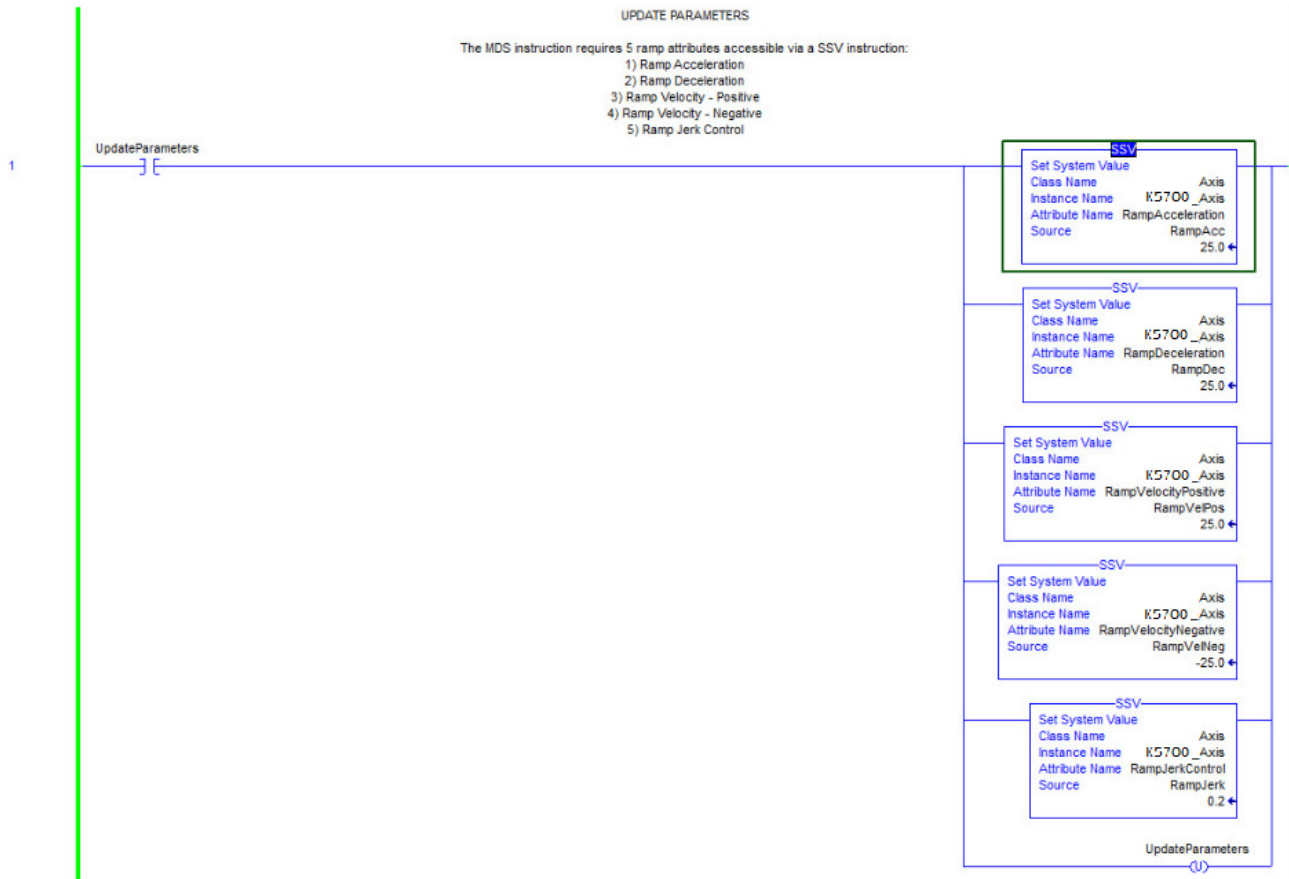 UPDATE PARAMETERS
The MDS instruction requires 5 ramp attributes accessible via a SSV instruction:
1) Ramp Acceleration
2) Ramp Deceleration
3) Ramp Velocity - Positive
4) Ramp Velocity - Negative
5) Ramp Jerk Control
UpdateParameters
1
SSV
Set System Value
Class Name Axis
Instance Name K5700_Axis
Attribute Name RampAcceleration
Source RampAcc
25.0
SSV
Set System Value
Class Name Axis
Instance Name K5700_Axis
Attribute Name RampDeceleration
Source RampDec
25.0
SSV
Set System Value
Class Name Axis
Instance Name K5700_Axis
Attribute Name RampVelocityPositive
Source RampVelPos
25.0
SSV
Set System Value
Class Name Axis
Instance Name K5700_Axis
Attribute Name RampVelocityNegative
Source RampVelNeg
-25.0
SSV
Set System Value
Class Name Axis
Instance Name K5700_Axis
Attribute Name RampJerkControl
Source RampJerk
0.2
UpdateParameters
U